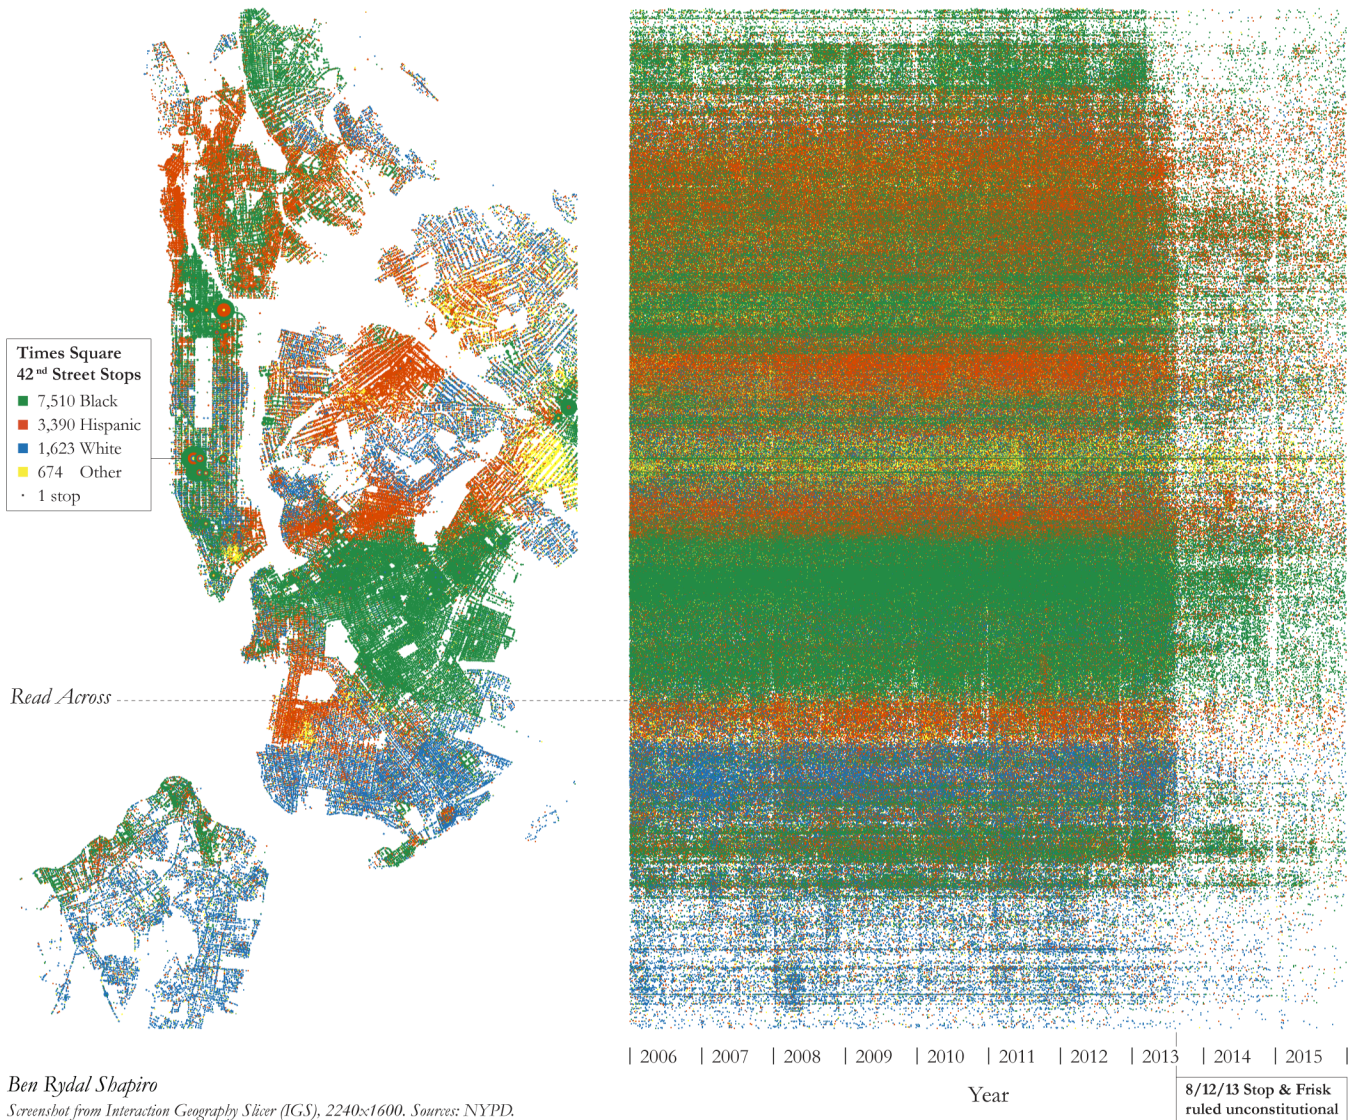 Times Square
42nd Street Stops
7,510 Black
3,390 Hispanic
1,623 White
674 Other
1 stop
Read Across
2006 2007 2008 2009 2010 2011 2012 2013 2014 2015
Year
8/12/13 Stop & Frisk
ruled unconstitutional
Ben Rydal Shapiro
Screenshot from Interaction Geography Slicer (IGS), 2240x1600. Sources: NYPD.